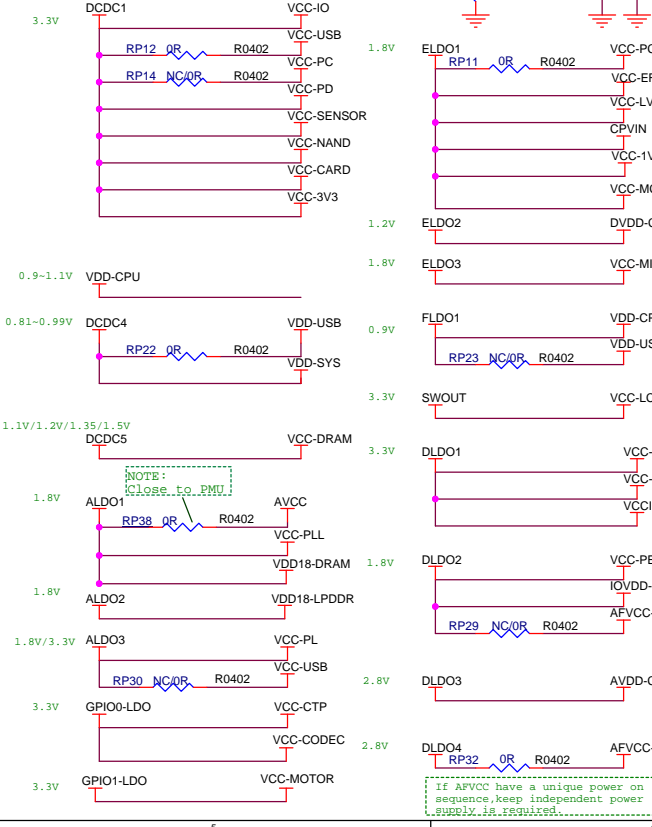 DCDC1
VCC-IO
3.3V
VCC-USB
RP12 0R R0402
VCC-PC
RP14 NC/0R R0402
VCC-PD
VCC-SENSOR
VCC-NAND
VCC-CARD
VCC-3V3
0.9~1.1V VDD-CPU
0.81~0.99V DCDC4
VDD-USB
RP22 0R R0402
VDD-SYS
1.1V/1.2V/1.35/1.5V
DCDC5
VCC-DRAM
NOTE:
Close to PMU
1.8V
ALDO1
AVCC
RP38 0R R0402
VCC-PLL
VDD18-DRAM
1.8V
ALDO2
VDD18-LPDDR
1.8V/3.3V ALDO3
VCC-PL
VCC-USB
RP30 NC/0R R0402
3.3V GPIO0-LDO
VCC-CTP
VCC-CODEC
3.3V GPIO1-LDO
VCC-MOTOR
1.8V ELDO1
RP11 0R R0402
CPVIN
1.2V ELDO2
1.8V ELDO3
0.9V FLDO1
RP23 NC/0R R0402
3.3V SWOUT
3.3V DLDO1
1.8V DLDO2
RP29 NC/0R R0402
2.8V DLDO3
2.8V DLDO4
RP32 0R R0402
If AFVCC have a unique power on
sequence,keep independent power
supply is required.